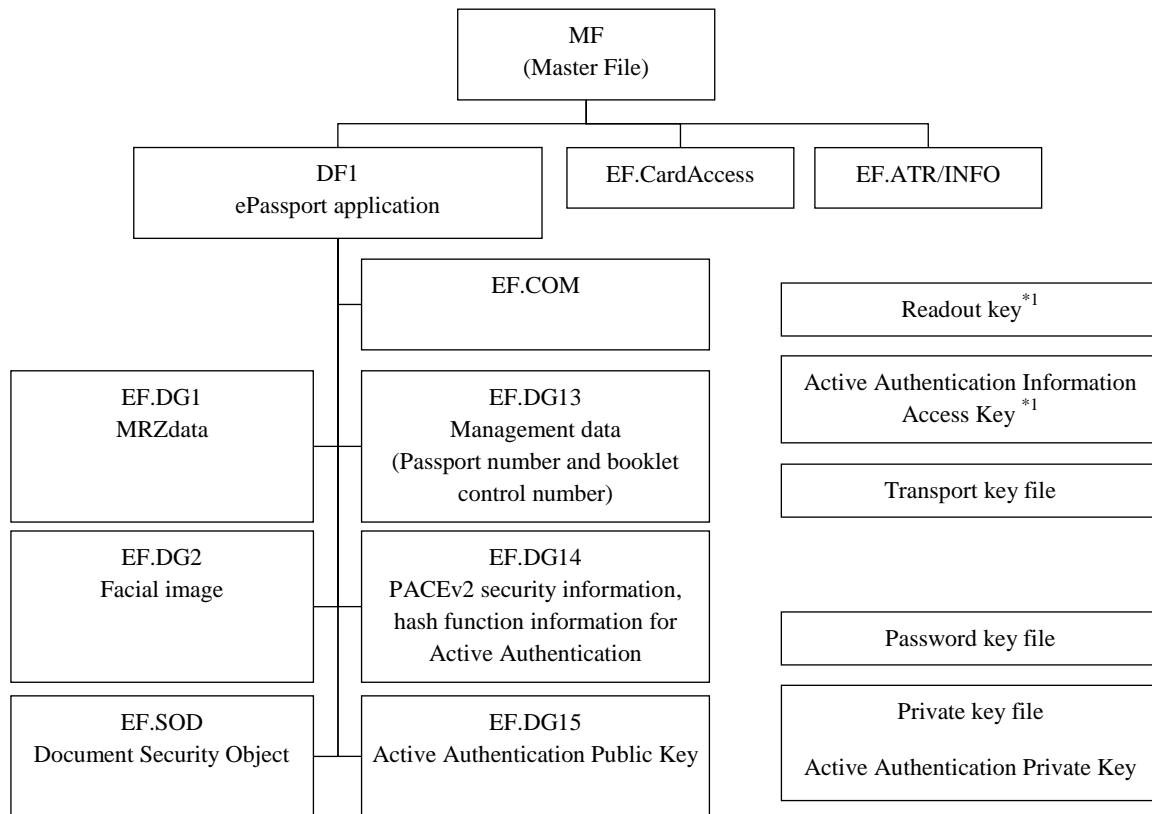 MF
(Master File)
DF1
ePassport application
EF.CardAccess
EF.ATR/INFO
EF.COM
Readout key*1
EF.DG1
MRZdata
EF.DG13
Management data
(Passport number and booklet
control number)
Active Authentication Information
Access Key *1
Transport key file
EF.DG2
Facial image
EF.DG14
PACEv2 security information,
hash function information for
Active Authentication
Password key file
EF.SOD
Document Security Object
EF.DG15
Active Authentication Public Key
Private key file
Active Authentication Private Key